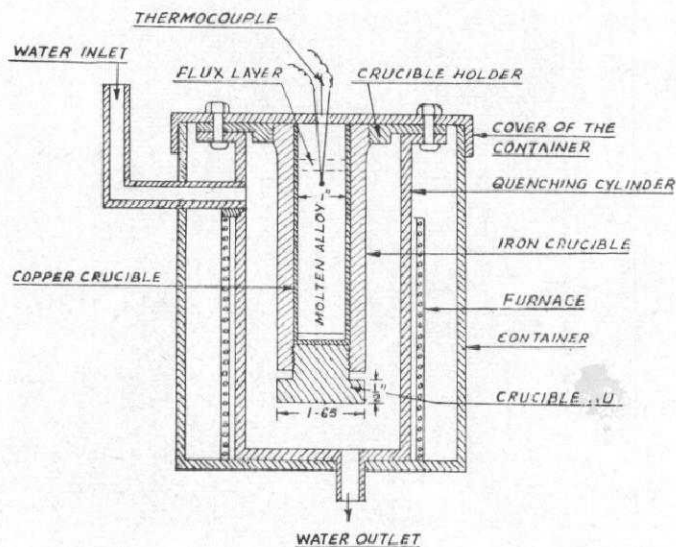 THERMOCOUPLE
WATER INLET
FLUX LAYER
CRUCIBLE HOLDER
COVER OF THE
CONTAINER
QUENCHING CYLINDER
MOLTEN ALLOY
IRON CRUCIBLE
COPPER CRUCIBLE
FURNACE
CONTAINER
CRUCIBLE
1·65
WATER OUTLET